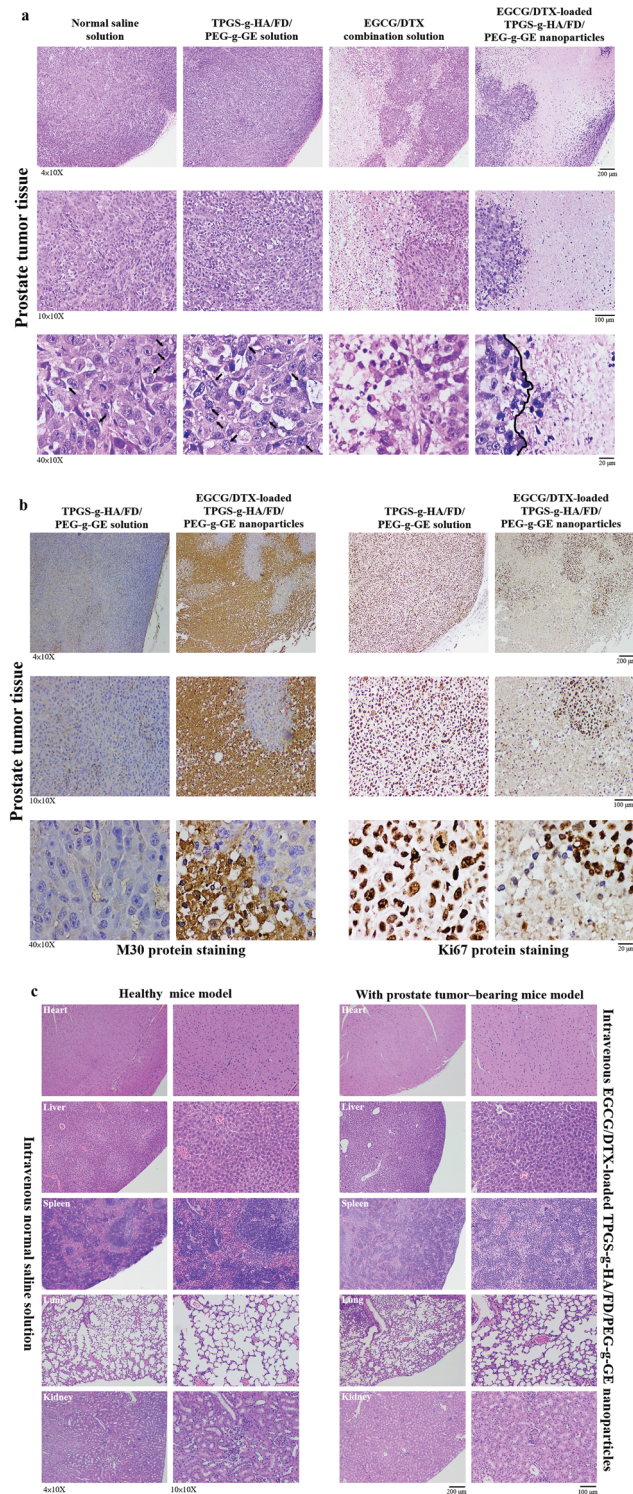 a
Normal saline
solution
TPGS-g-HA/FD/
PEG-g-GE solution
EGCG/DTX
combination solution
EGCG/DTX-loaded
TPGS-g-HA/FD/
PEG-g-GE nanoparticles
Prostate tumor tissue
4x10X
200 μm
10x10X
100 μm
40x10X
20 μm
b
TPGS-g-HA/FD/
PEG-g-GE solution
EGCG/DTX-loaded
TPGS-g-HA/FD/
PEG-g-GE nanoparticles
TPGS-g-HA/FD/
PEG-g-GE solution
EGCG/DTX-loaded
TPGS-g-HA/FD/
PEG-g-GE nanoparticles
Prostate tumor tissue
4x10X
200 μm
10x10X
100 μm
40x10X
20 μm
M30 protein staining
Ki67 protein staining
c
Healthy mice model
With prostate tumor–bearing mice model
Intravenous normal saline solution
Heart
Heart
Liver
Liver
Spleen
Spleen
Lung
Lung
Kidney
Kidney
4x10X
10x10X
200 μm
100 μm
Intravenous EGCG/DTX-loaded TPGS-g-HA/FD/PEG-g-GE nanoparticles